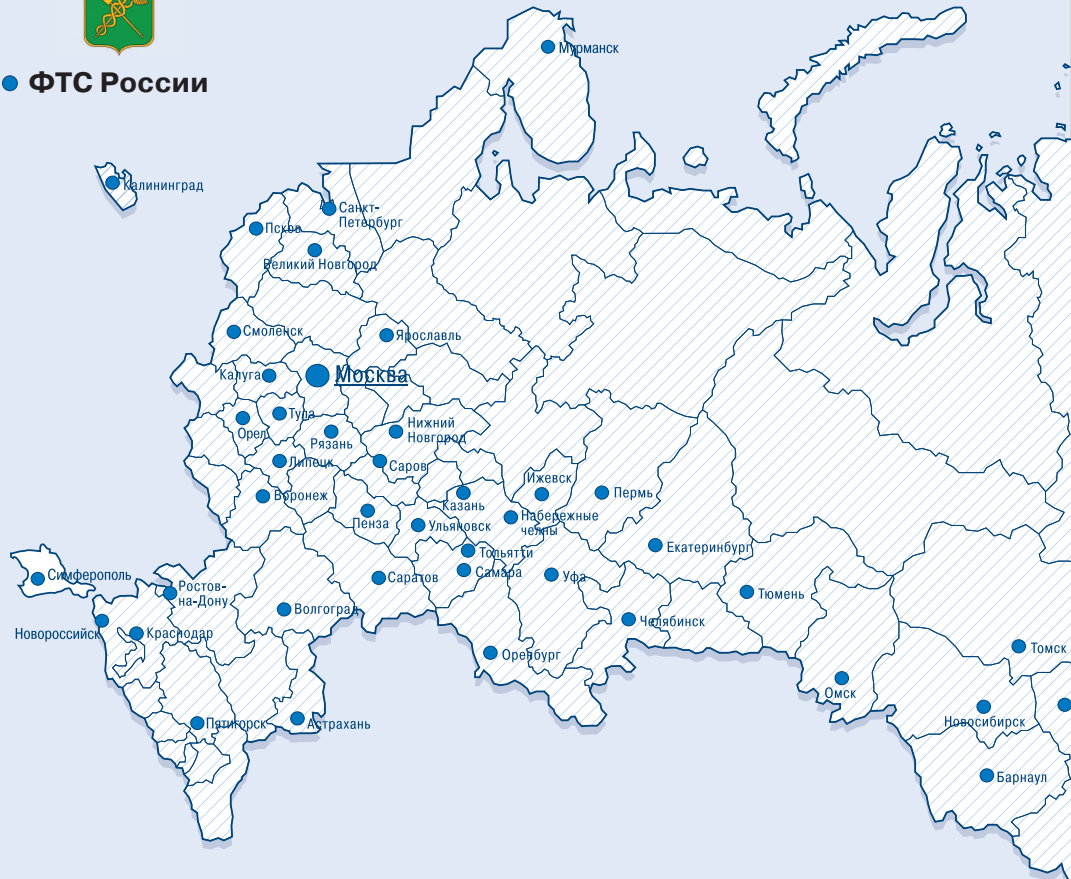 ФТС России
Мурманск
Калининград
Санкт-
Петербург
Псков
Великий Новгород
Смоленск
Ярославль
Калуга
Москва
Тула
Орел
Рязань
Нижний
Новгород
Липецк
Саров
Воронеж
Пенза
Казань
Ижевск
Пермь
Ульяновск
Набережные
челны
Тольятти
Екатеринбург
Самара
Симферополь
Саратов
Уфа
Ростов-
на-Дону
Тюмень
Волгоград
Новороссийск
Краснодар
Челябинск
Оренбург
Томск
Омск
Новосибирск
Пятигорск
Астрахань
Барнаул